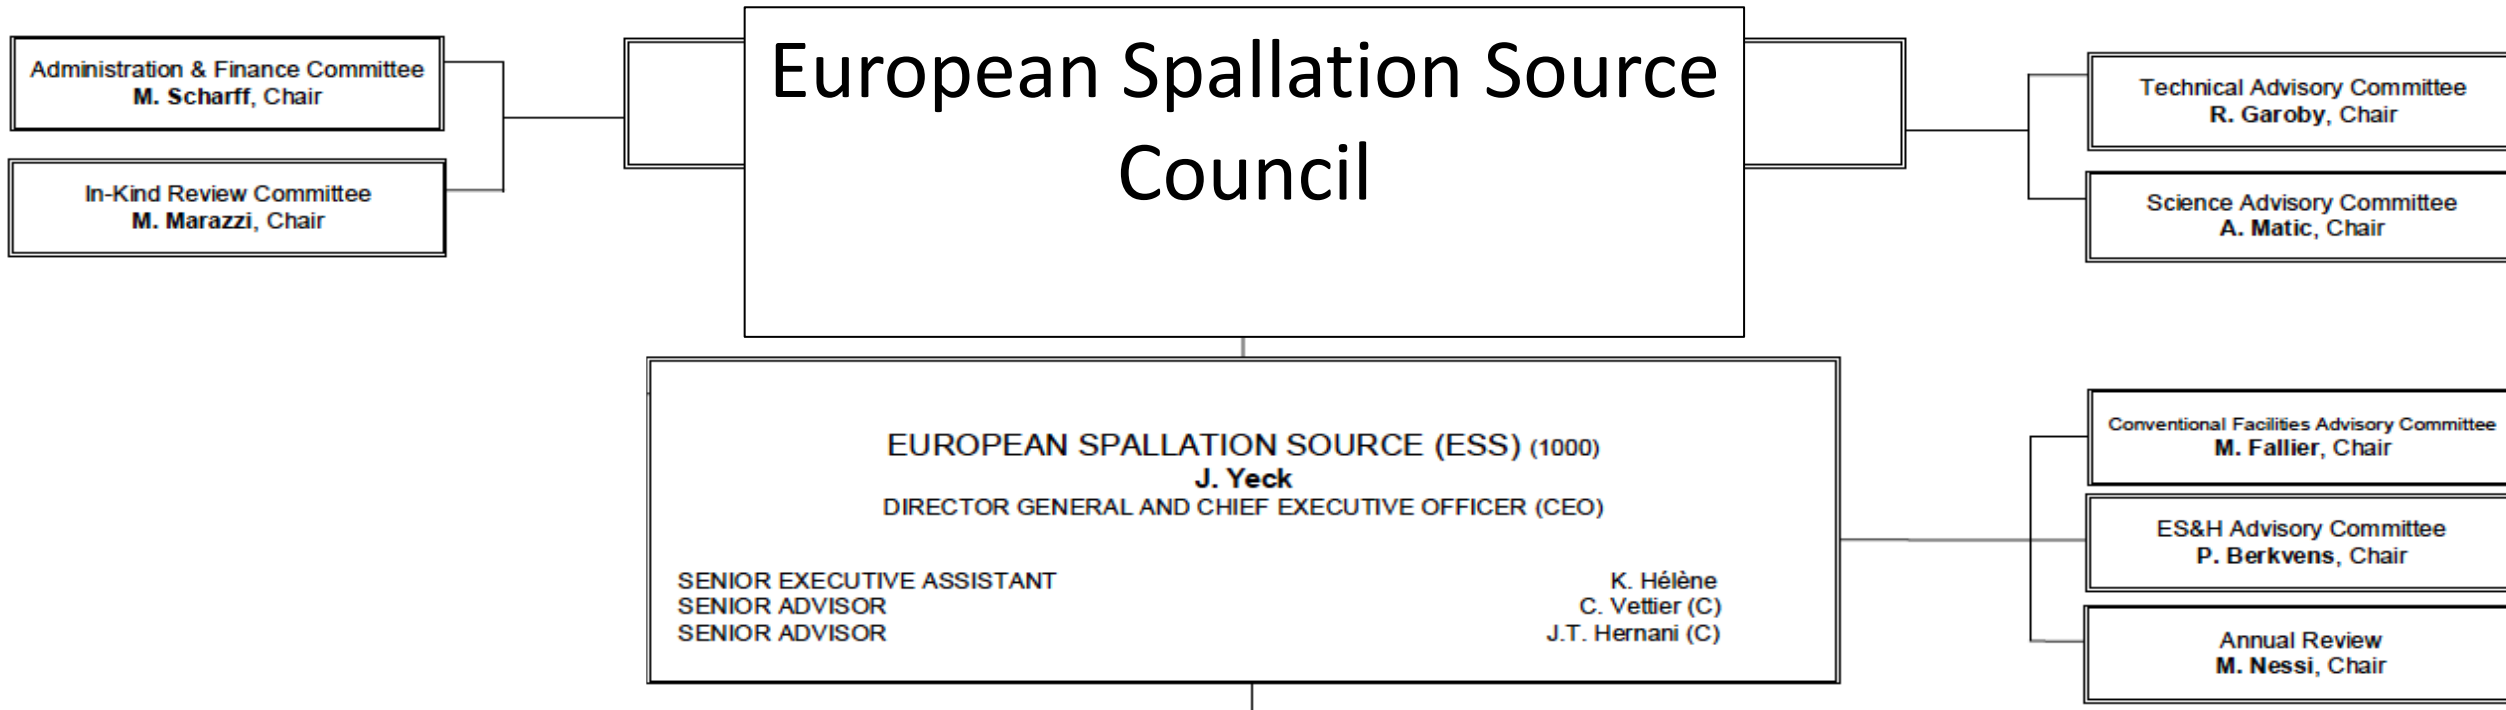 European Spallation Source
Council
Administration & Finance Committee
M. Scharff, Chair
In-Kind Review Committee
M. Marazzi, Chair
Technical Advisory Committee
R. Garoby, Chair
Science Advisory Committee
A. Matic, Chair
EUROPEAN SPALLATION SOURCE (ESS) (1000)
J. Yeck
DIRECTOR GENERAL AND CHIEF EXECUTIVE OFFICER (CEO)
SENIOR EXECUTIVE ASSISTANT K. Hélène
SENIOR ADVISOR C. Vettier (C)
SENIOR ADVISOR J.T. Hernani (C)
Conventional Facilities Advisory Committee
M. Fallier, Chair
ES&H Advisory Committee
P. Berkvens, Chair
Annual Review
M. Nessi, Chair